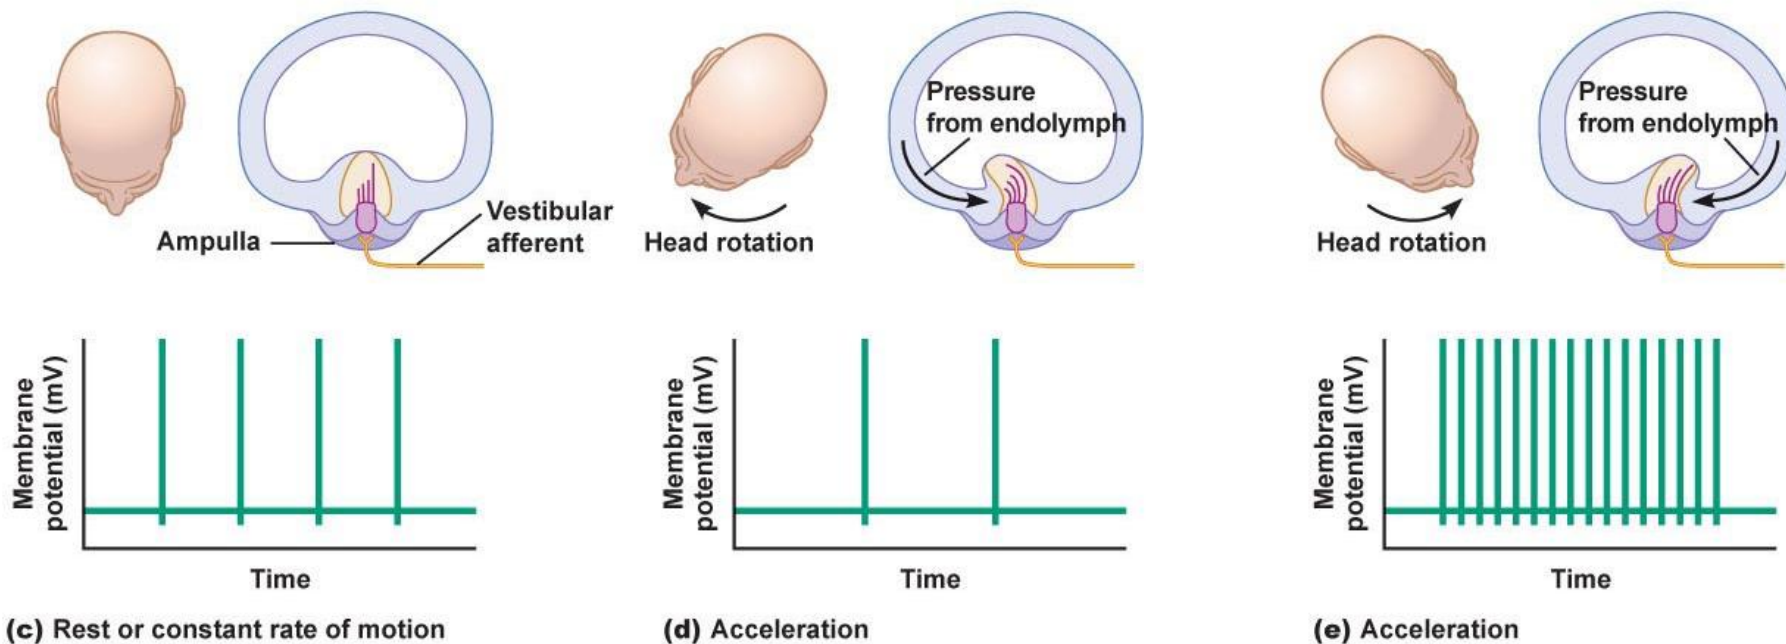 Ampulla
Vestibular
afferent
Membrane
potential (mV)
Time
(c) Rest or constant rate of motion
Head rotation
Pressure
from endolymph
Membrane
potential (mV)
Time
(d) Acceleration
Head rotation
Pressure
from endolymph
Membrane
potential (mV)
Time
(e) Acceleration